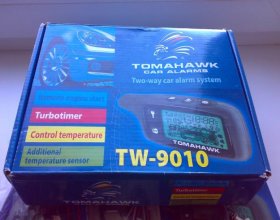 TOMAHAWK
CAR ALARMS
Two-way car alarm system
Remote engine start
Turbotimer
Control temperature
Additional
temperature sensor
TW-9010
TOMAHAWK